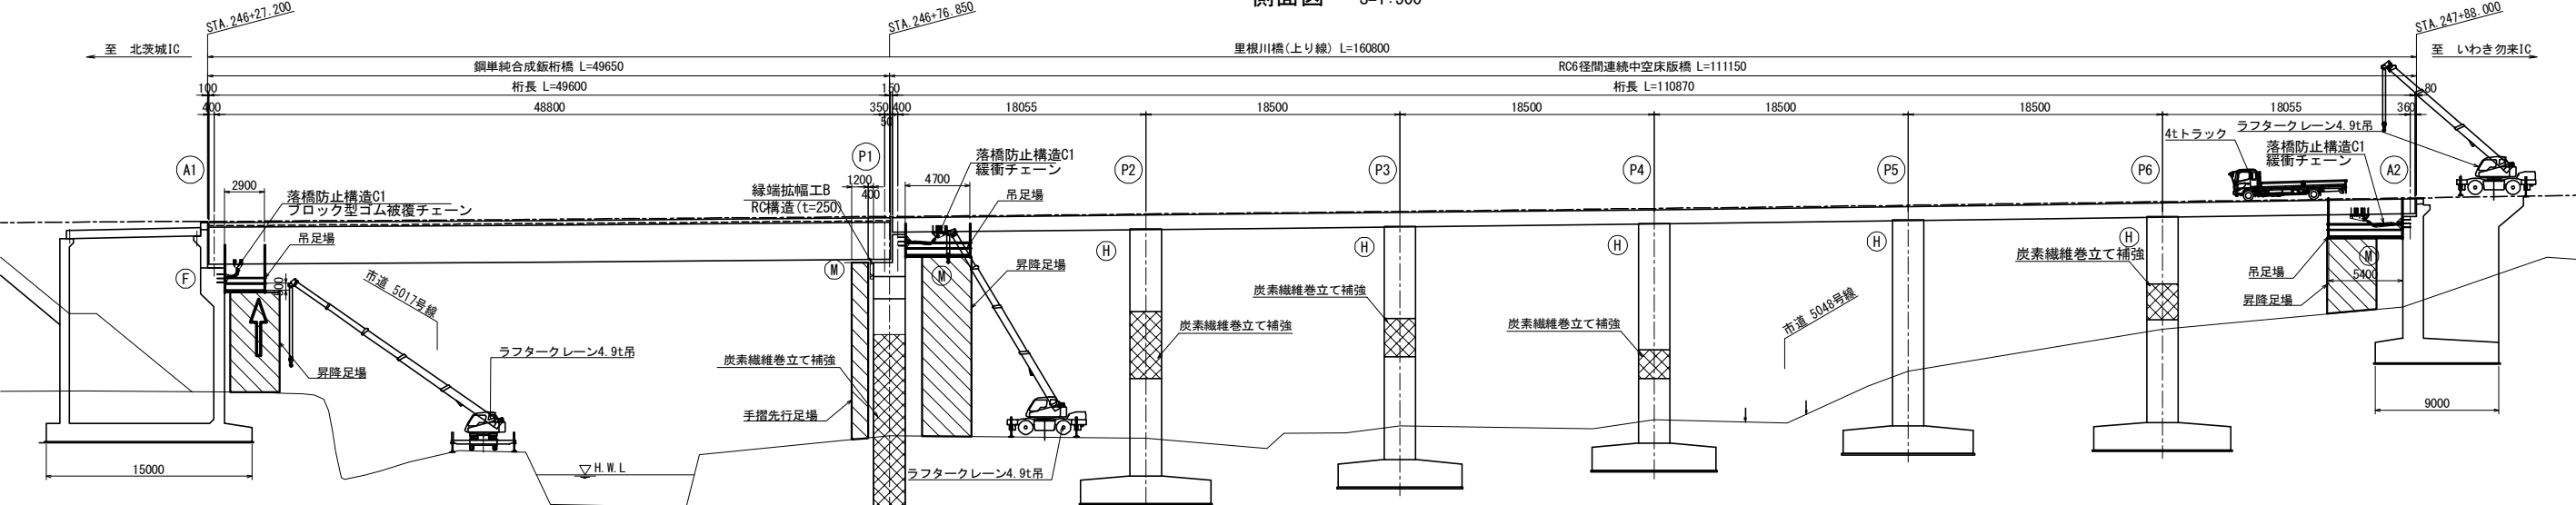 側面図
STA.246+27.200
STA.246+76.850
STA.247+88.000
至 北茨城IC
里根川橋(上り線) L=160800
至 いわき勿来IC
鋼単純合成鈑桁橋 L=49650
RC6径間連続中空床版橋 L=111150
100
桁長 L=49600
150
桁長 L=110870
80
400
48800
350
400
18055
18500
18500
18500
18500
18055
360
50
4tトラック
ラフタークレーン4.9t吊
A1
P1
P2
P3
P4
P5
P6
A2
落橋防止構造C1
緩衝チェーン
落橋防止構造C1
緩衝チェーン
2900
1200
400
4700
落橋防止構造C1
ブロック型ゴム被覆チェーン
縁端拡幅工B
RC構造(t=250)
吊足場
吊足場
F
M
M
H
H
H
H
H
M
昇降足場
市道 5017号線
炭素繊維巻立て補強
吊足場
5400
昇降足場
炭素繊維巻立て補強
市道 5048号線
炭素繊維巻立て補強
炭素繊維巻立て補強
ラフタークレーン4.9t吊
炭素繊維巻立て補強
昇降足場
手摺先行足場
9000
15000
H.W.L
ラフタークレーン4.9t吊